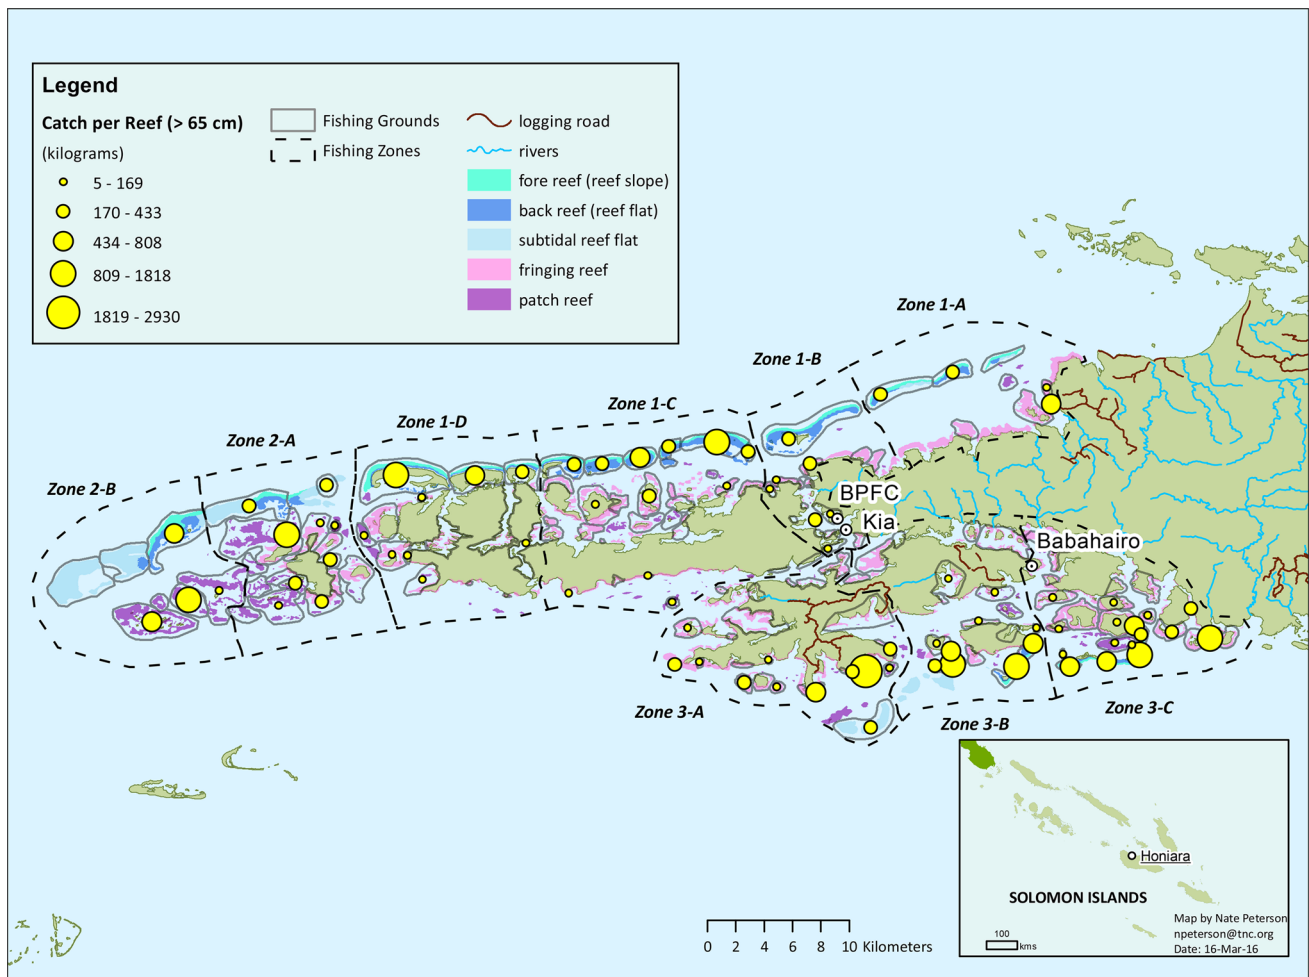 Legend
Catch per Reef (> 65 cm)
(kilograms)
5 - 169
170 - 433
434 - 808
809 - 1818
1819 - 2930
Fishing Grounds
Fishing Zones
logging road
rivers
fore reef (reef slope)
back reef (reef flat)
subtidal reef flat
fringing reef
patch reef
Zone 1-A
Zone 1-B
Zone 1-C
Zone 1-D
Zone 2-A
Zone 2-B
BPFC
Kia
Babahairo
Zone 3-A
Zone 3-B
Zone 3-C
0 2 4 6 8 10 Kilometers
Honiara
SOLOMON ISLANDS
100
kms
Map by Nate Peterson
npeterson@tnc.org
Date: 16-Mar-16